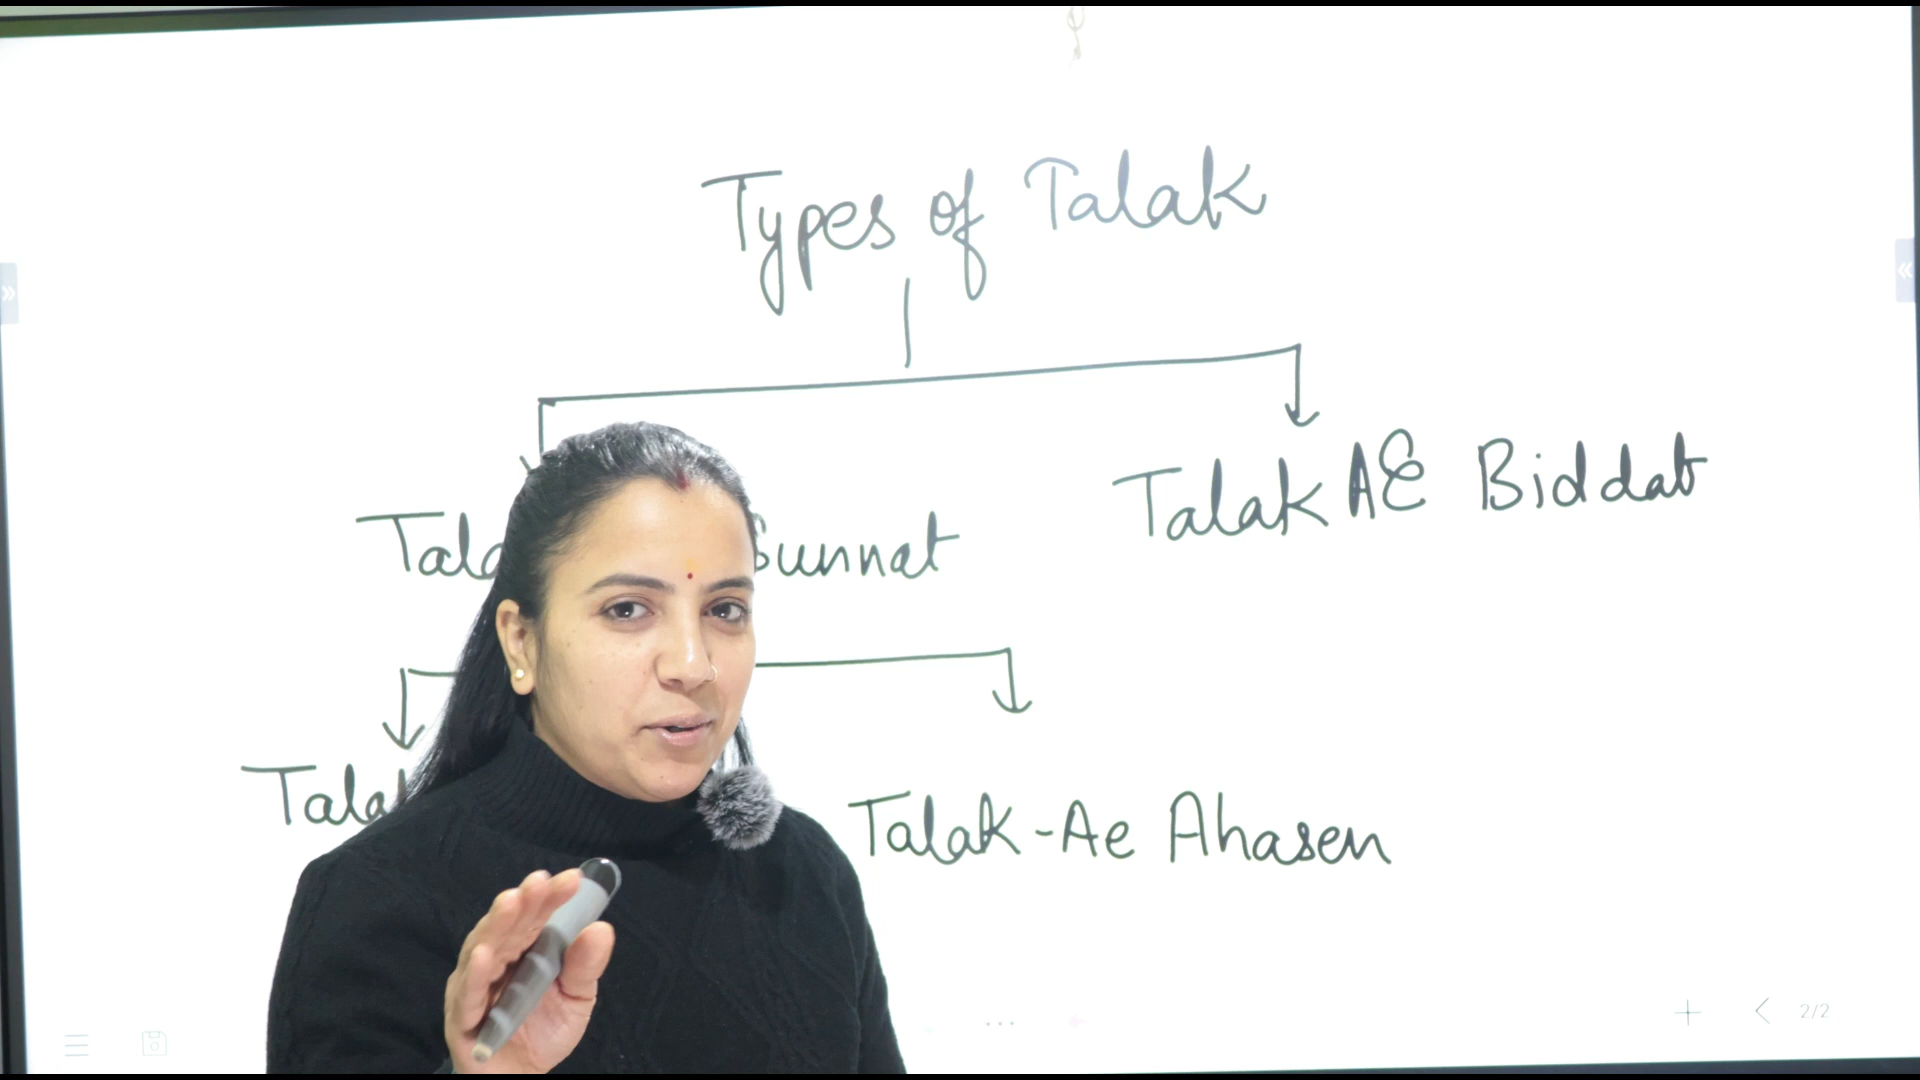 Types of Talak
Sunnat
Talak AE Biddat
Talak-Ae Ahasen
2/2